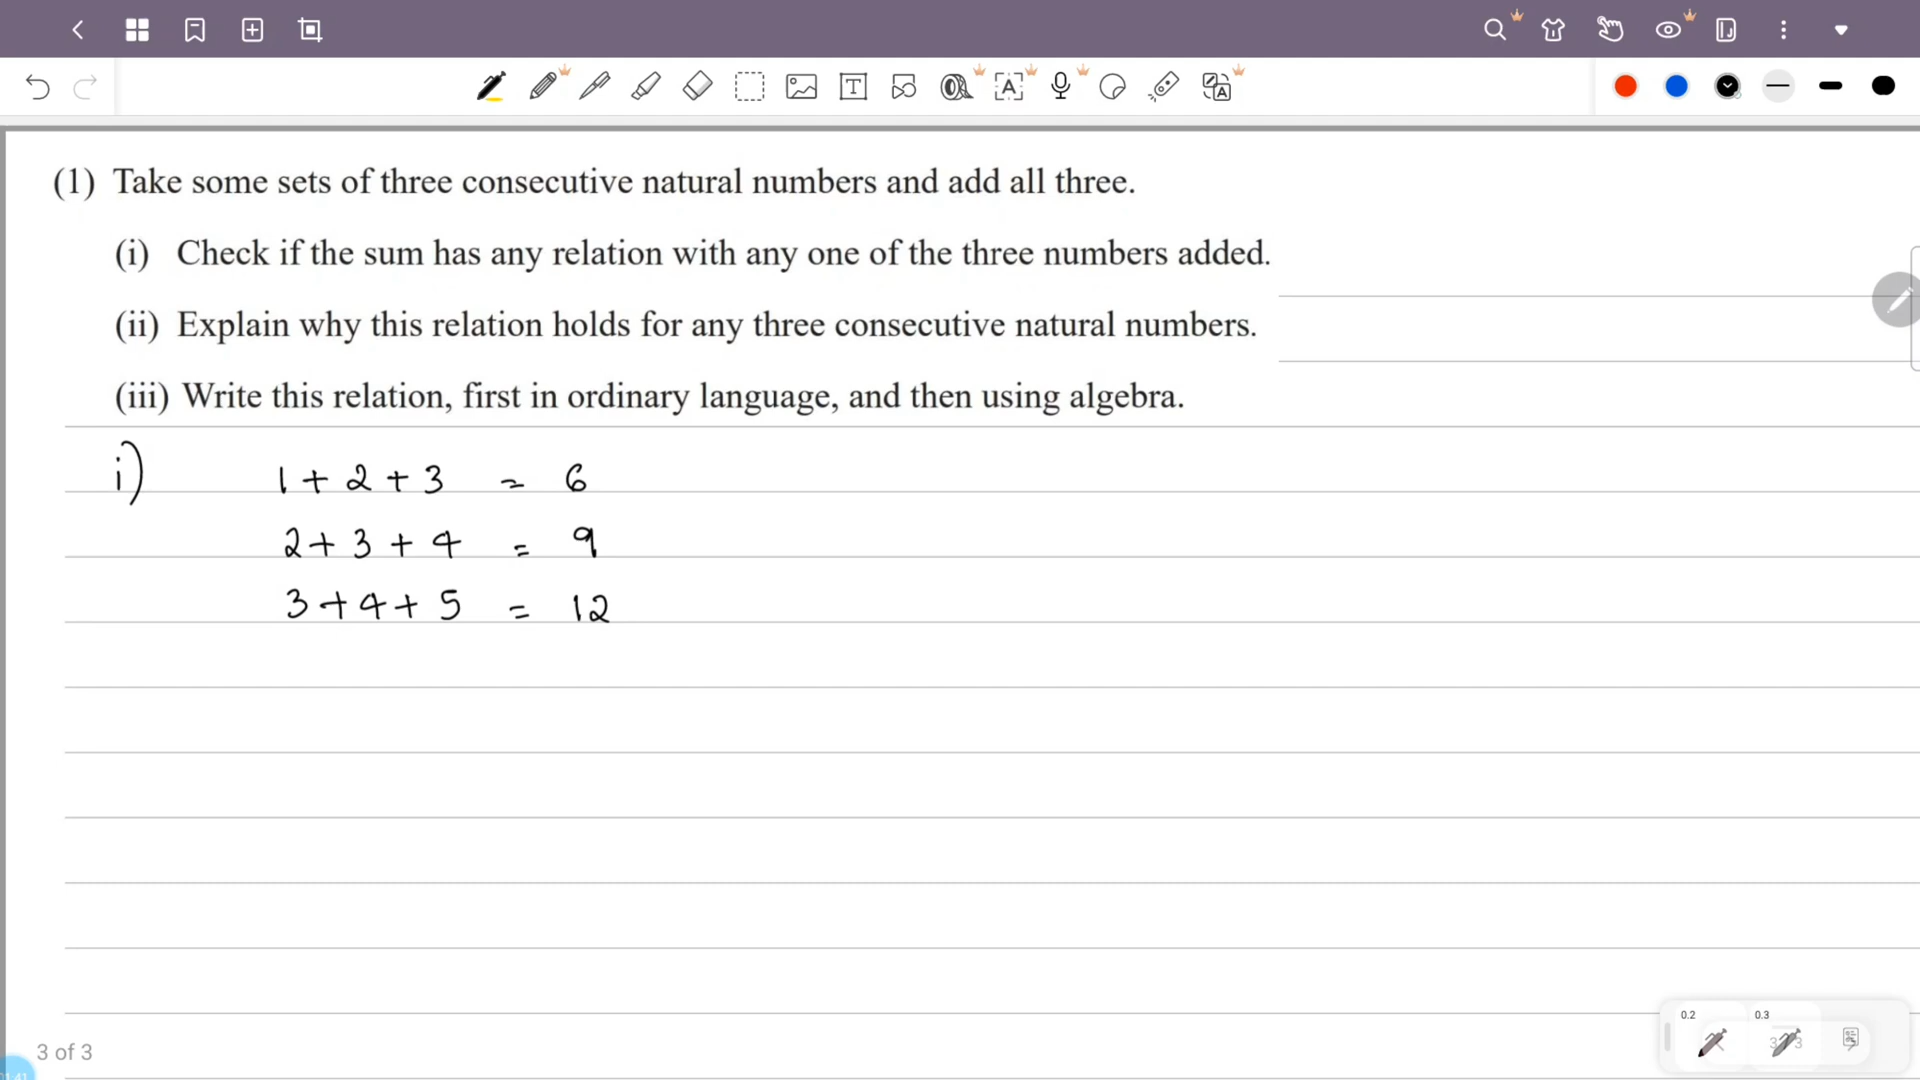 (1) Take some sets of three consecutive natural numbers and add all three.
(i) Check if the sum has any relation with any one of the three numbers added.
(ii) Explain why this relation holds for any three consecutive natural numbers.
(iii) Write this relation, first in ordinary language, and then using algebra.
i) 1 + 2 + 3 = 6
2 + 3 + 4 = 9
3 + 4 + 5 = 12
0.2 0.3
3 of 3